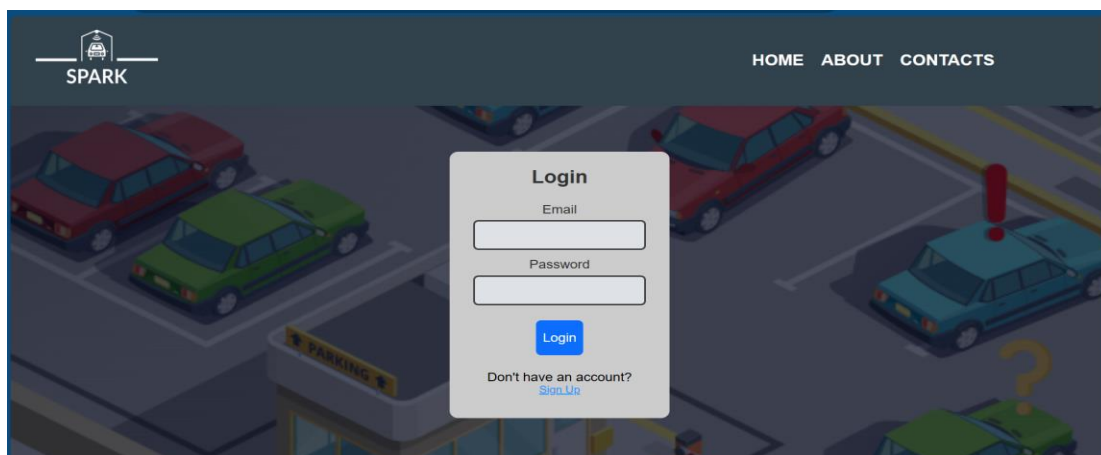 SPARK
HOME ABOUT CONTACTS
Login
Email
Password
Login
Don't have an account?
Sign Up
PARKING